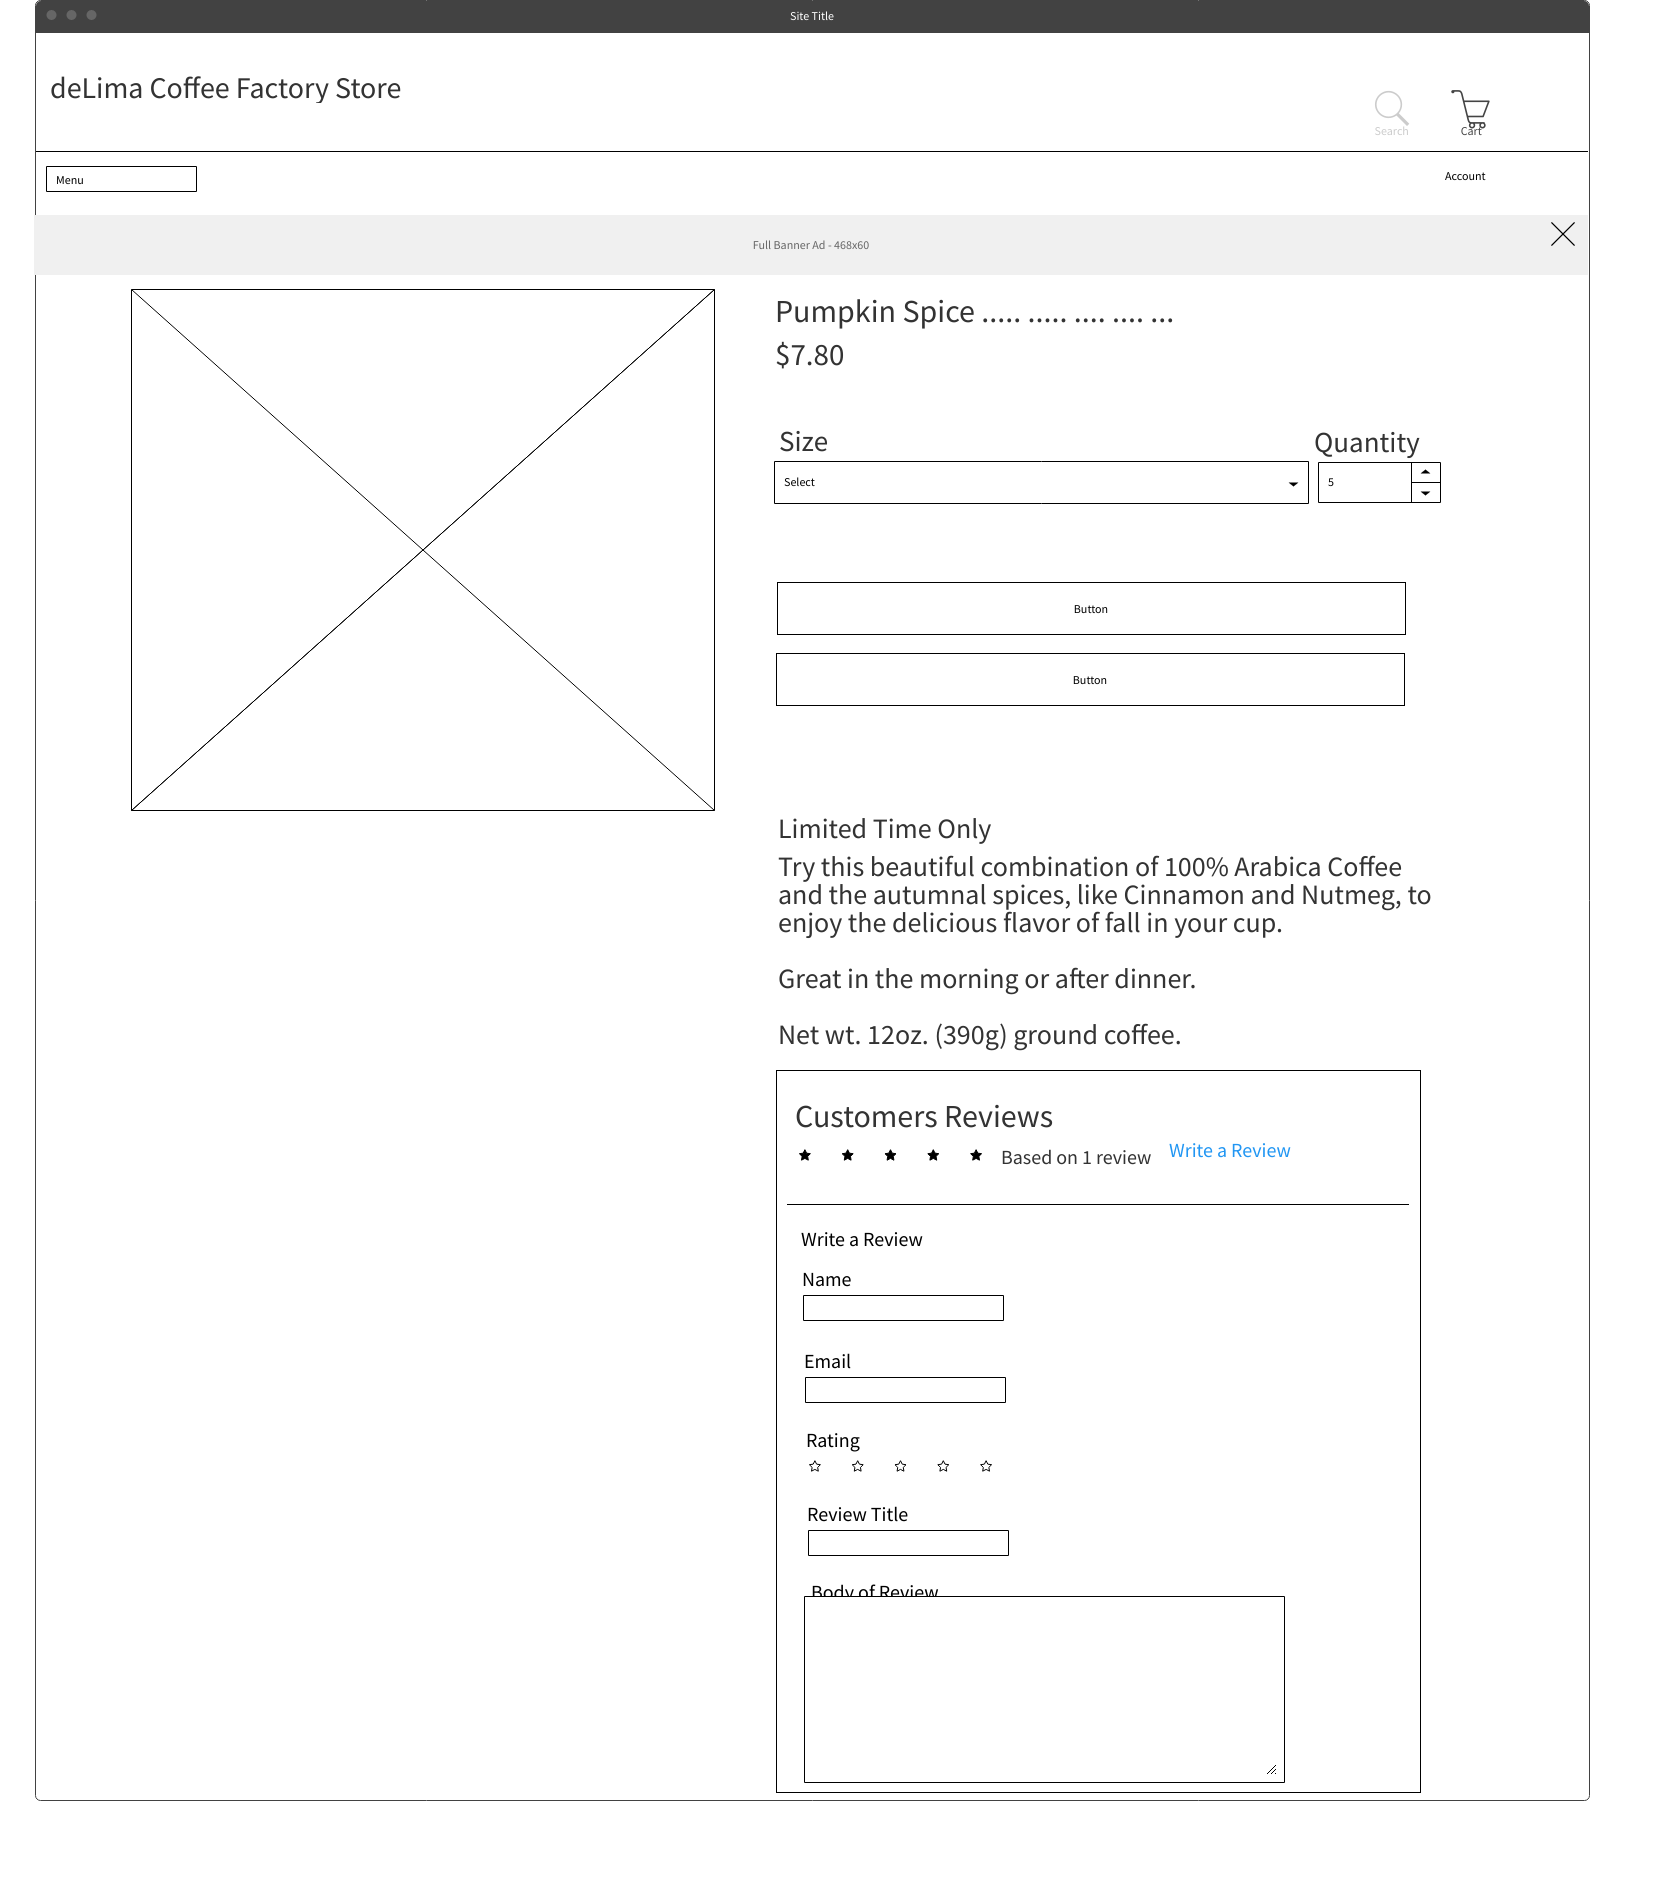 Site Title
deLima Coffee Factory Store
Search
Cart
Menu
Account
Full Banner Ad - 468x60
Pumpkin Spice ..... ..... .... .... ...
$7.80
Size
Quantity
Select
5
Button
Button
Limited Time Only
Try this beautiful combination of 100% Arabica Coffee
and the autumnal spices, like Cinnamon and Nutmeg, to
enjoy the delicious flavor of fall in your cup.
Great in the morning or after dinner.
Net wt. 12oz. (390g) ground coffee.
Customers Reviews
Based on 1 review
Write a Review
Write a Review
Name
Email
Rating
Review Title
Body of Review